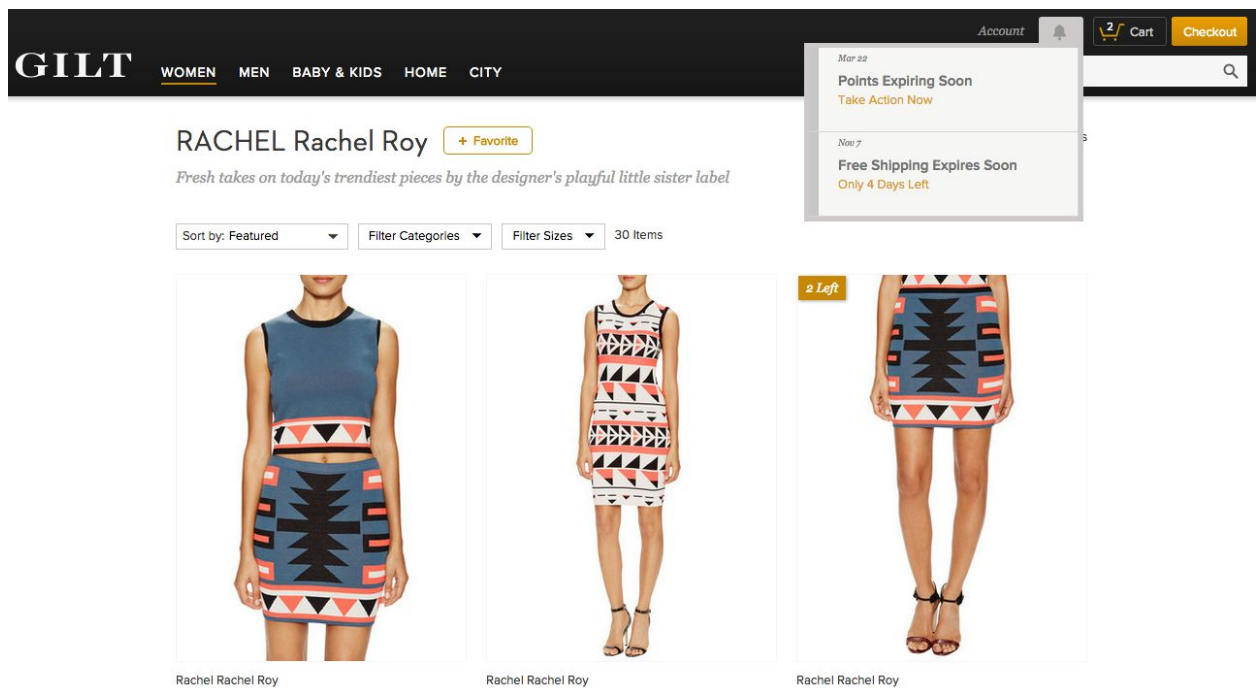 Account
2
Cart
Checkout
GILT
WOMEN MEN BABY & KIDS HOME CITY
Mar 22
Points Expiring Soon
Take Action Now
Nov 7
Free Shipping Expires Soon
Only 4 Days Left
RACHEL Rachel Roy
+ Favorite
Fresh takes on today's trendiest pieces by the designer's playful little sister label
Sort by: Featured
Filter Categories
Filter Sizes
30 Items
2 Left
Rachel Rachel Roy
Rachel Rachel Roy
Rachel Rachel Roy